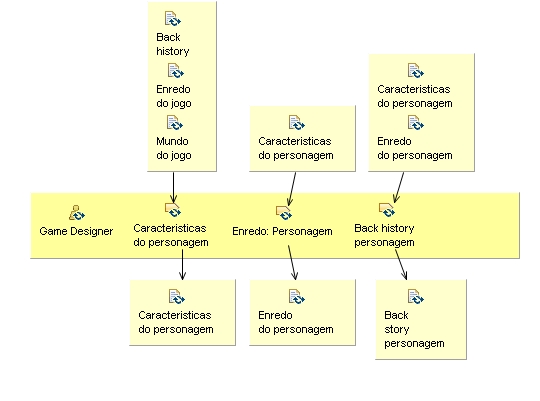 Back
history
Enredo
do jogo
Mundo
do jogo
Caracteristicas
do personagem
Caracteristicas
do personagem
Enredo
do personagem
Game Designer
Caracteristicas
do personagem
Enredo: Personagem
Back history
personagem
Caracteristicas
do personagem
Enredo
do personagem
Back
story
personagem